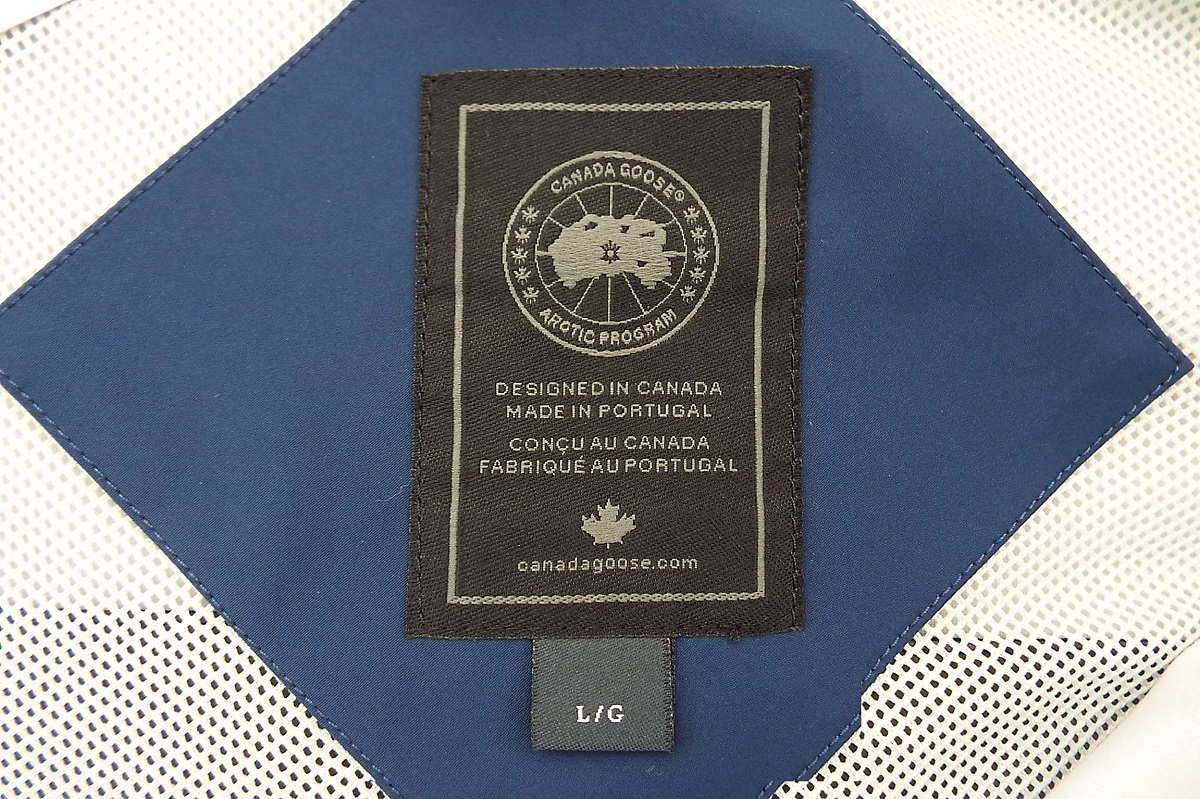 CANADA GOOSE®
ARCTIC PROGRAM
DESIGNED IN CANADA
MADE IN PORTUGAL
CONÇU AU CANADA
FABRIQUÉ AU PORTUGAL
canadagoose.com
L/G